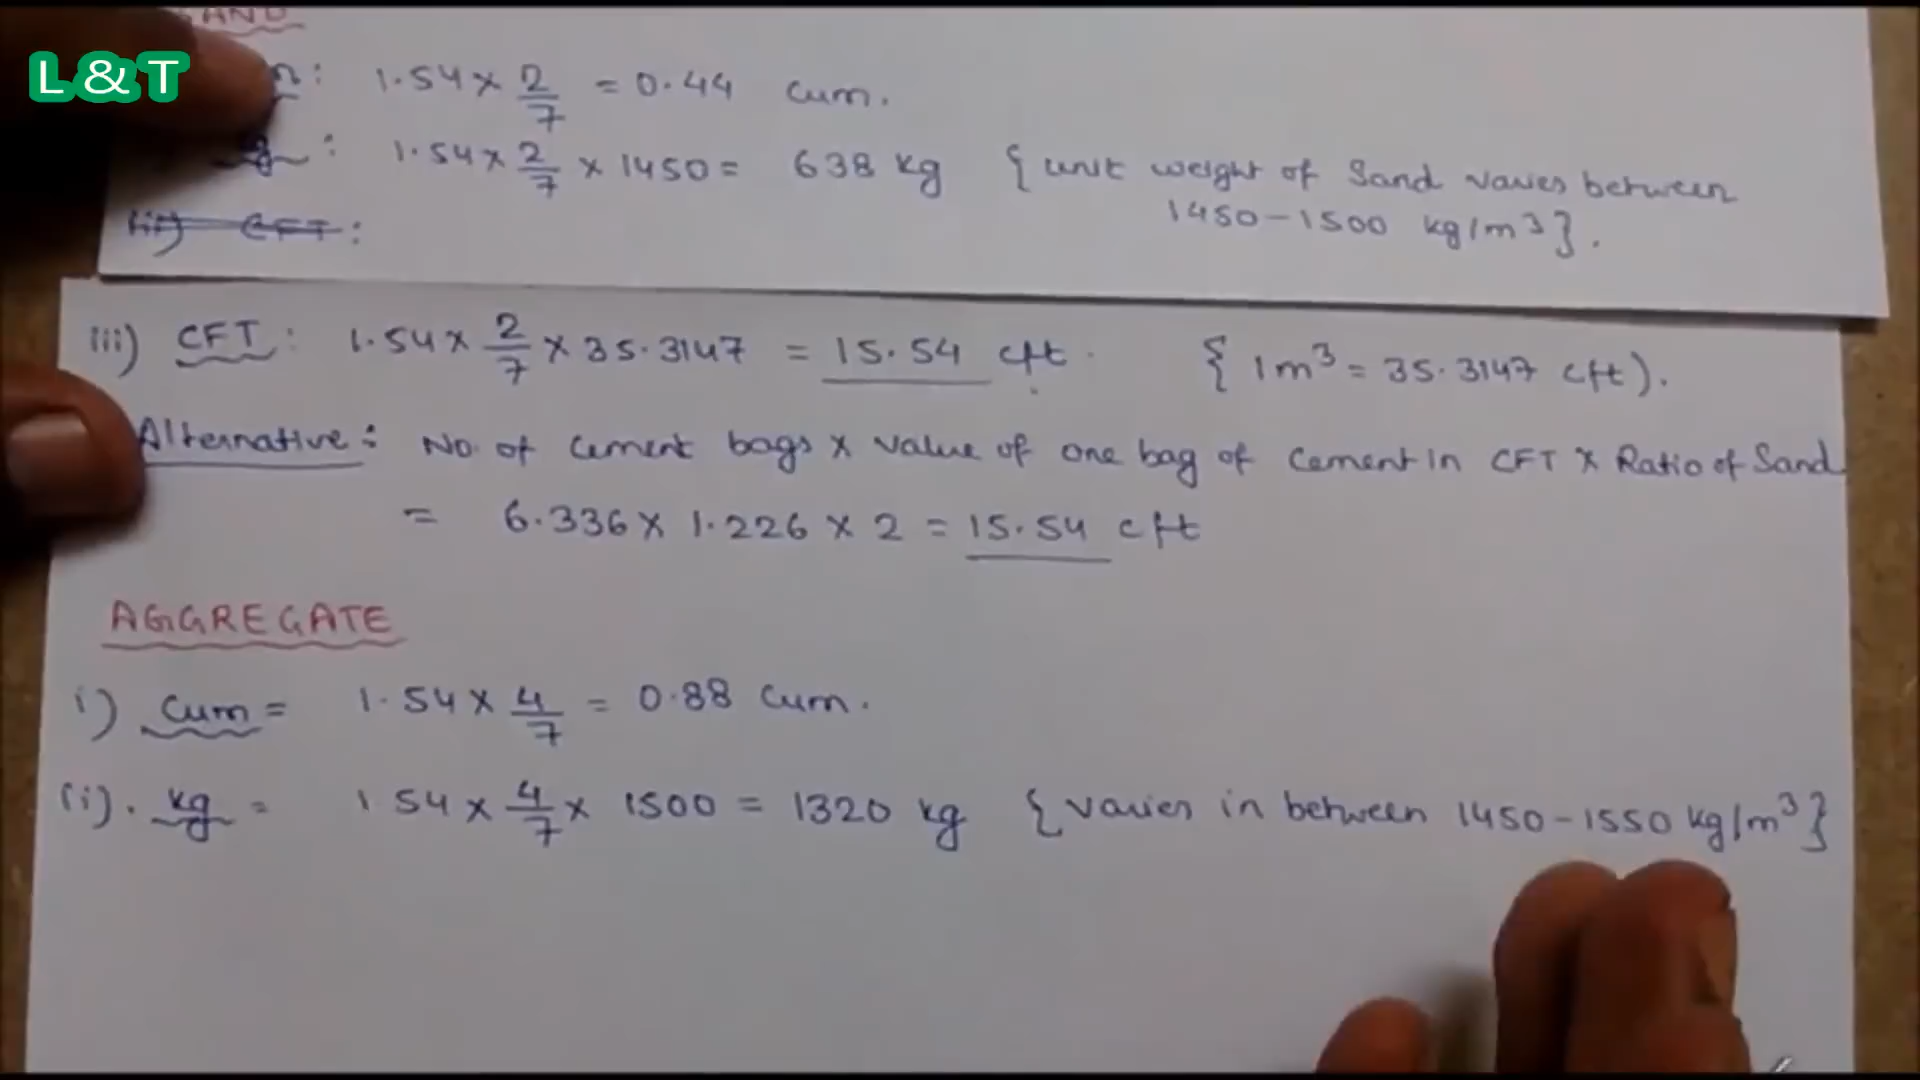 SAND
L&T
: 1.54 × 2/7 = 0.44 cum.
: 1.54 × 2/7 × 1450 = 638 kg { unit weight of Sand varies between
1450-1500 kg/m³}.
iii) CFT:
iii) CFT: 1.54 × 2/7 × 35.3147 = 15.54 cft. { 1m³ = 35.3147 cft).
Alternative: No. of Cement bags × Value of one bag of Cement in CFT × Ratio of Sand
= 6.336 × 1.226 × 2 = 15.54 cft
AGGREGATE
i) Cum = 1.54 × 4/7 = 0.88 Cum.
(ii). kg = 1.54 × 4/7 × 1500 = 1320 kg {varies in between 1450-1550 kg/m³}